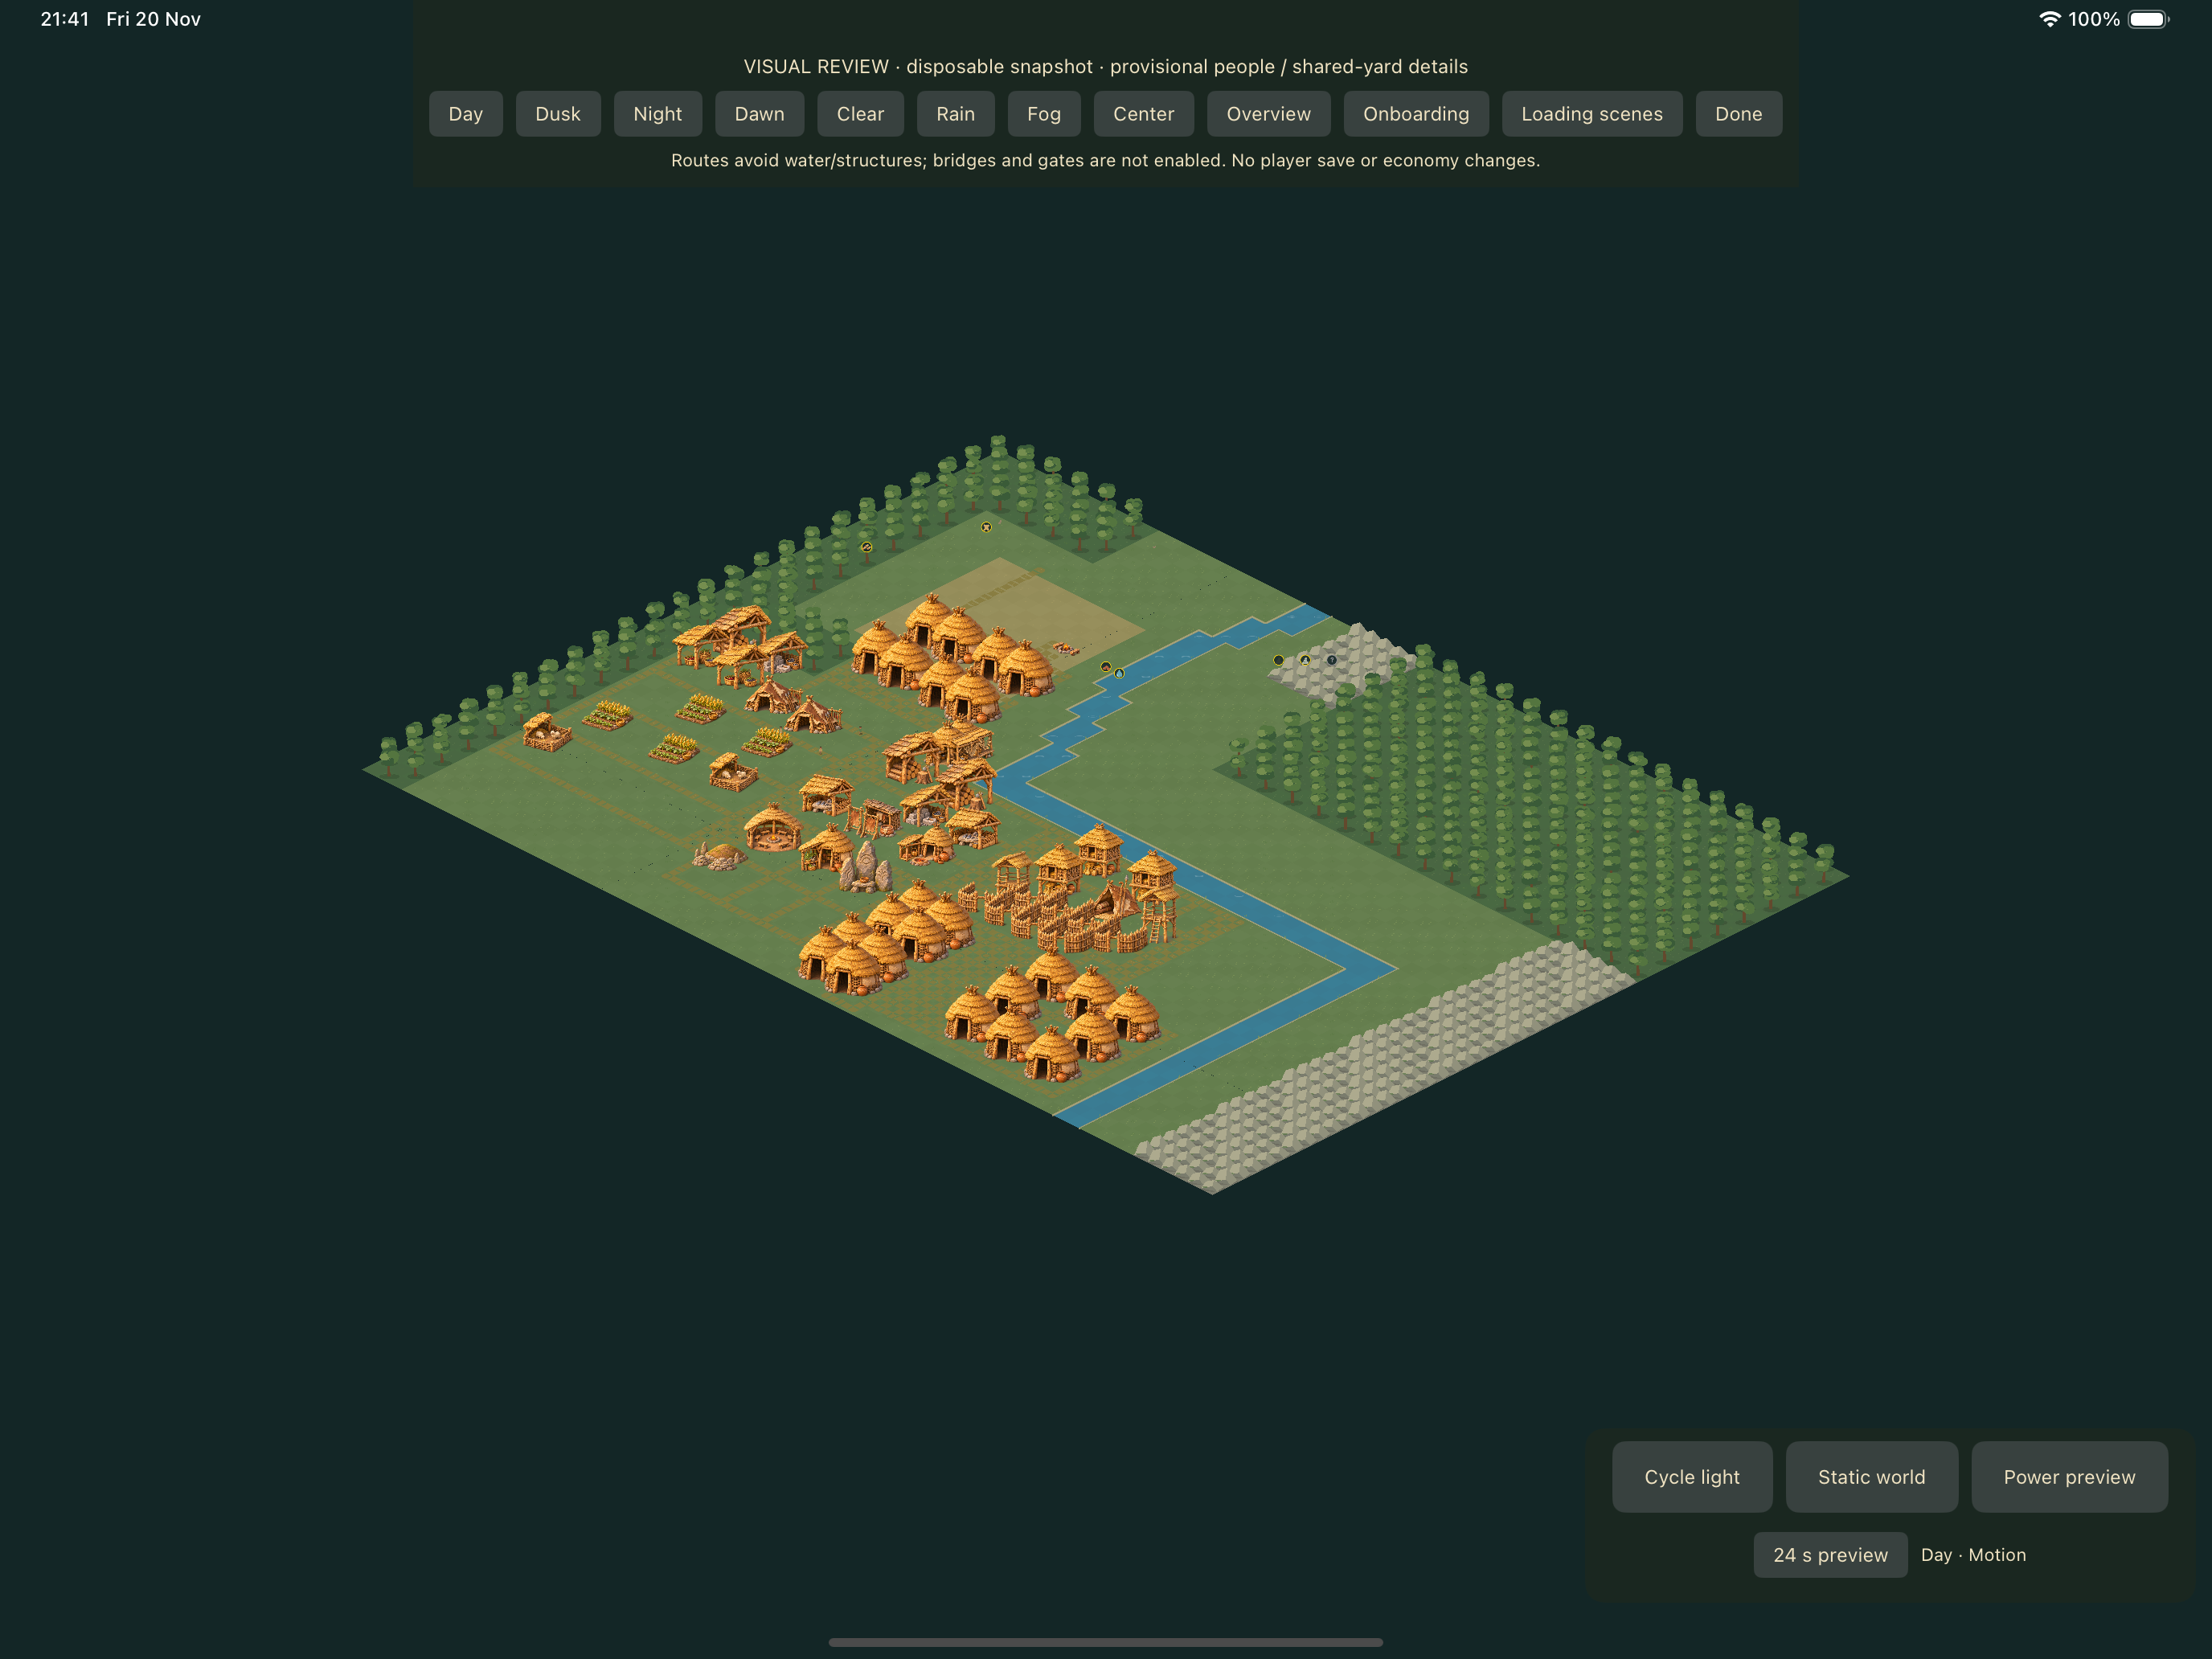 21:41 Fri 20 Nov
100%
VISUAL REVIEW · disposable snapshot · provisional people / shared-yard details
Day Dusk Night Dawn Clear Rain Fog Center Overview Onboarding Loading scenes Done
Routes avoid water/structures; bridges and gates are not enabled. No player save or economy changes.
Cycle light Static world Power preview
24 s preview Day · Motion